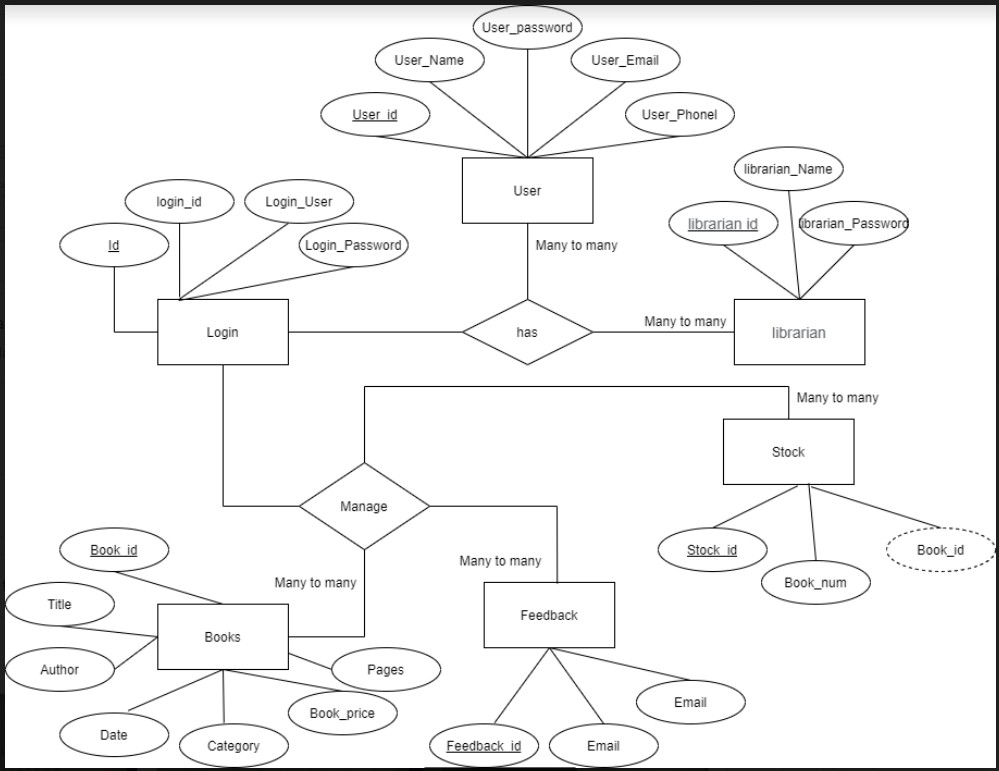 User_password
User_Name
User_Email
User_id
User_Phonel
User
Many to many
librarian_Name
librarian id
librarian_Password
login_id
Login_User
Id
Login_Password
Login
has
Many to many
librarian
Many to many
Stock
Manage
Stock_id
Book_num
Book_id
Many to many
Many to many
Book_id
Title
Author
Books
Pages
Date
Category
Book_price
Feedback
Feedback_id
Email
Email